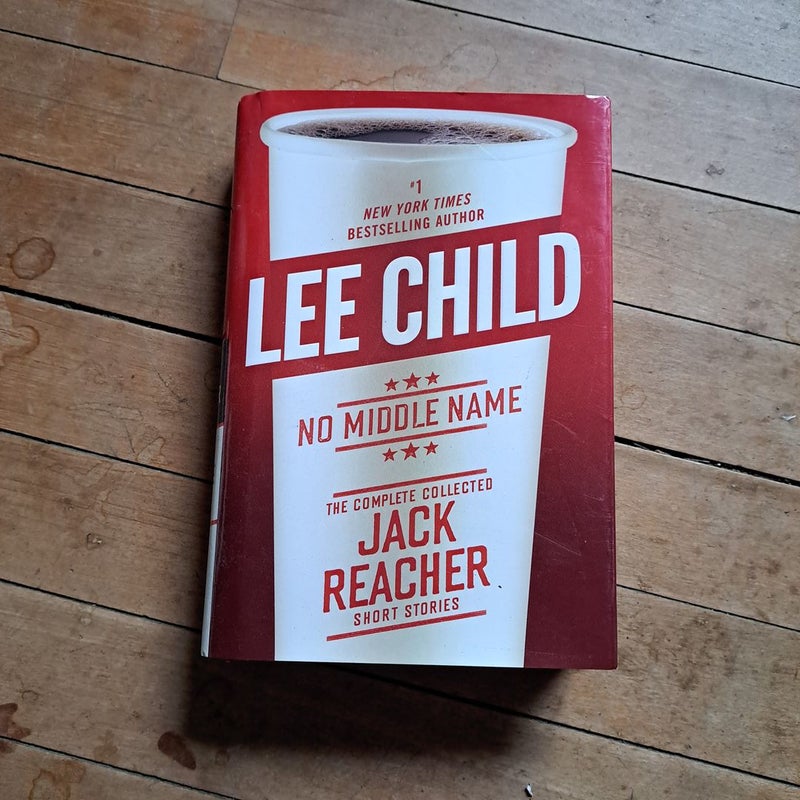 #1
NEW YORK TIMES
BESTSELLING AUTHOR
LEE CHILD
NO MIDDLE NAME
THE COMPLETE COLLECTED
JACK
REACHER
SHORT STORIES